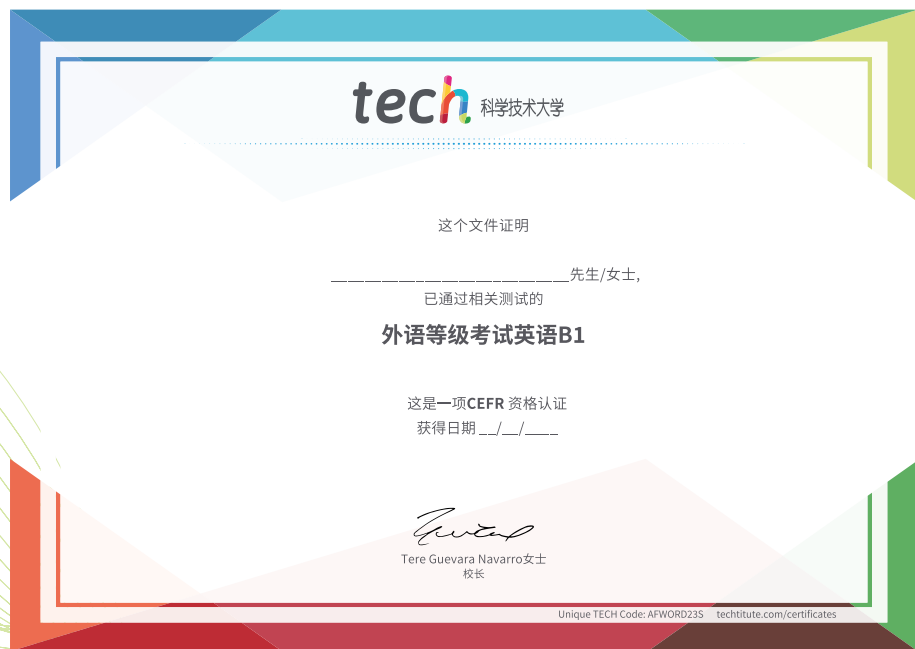 tech 科学技术大学
这个文件证明
____________________________先生/女士,
已通过相关测试的
外语等级考试英语B1
这是一项CEFR 资格认证
获得日期 __/__/____
Tere Guevara Navarro女士
校长
Unique TECH Code: AFWORD23S techtitute.com/certificates